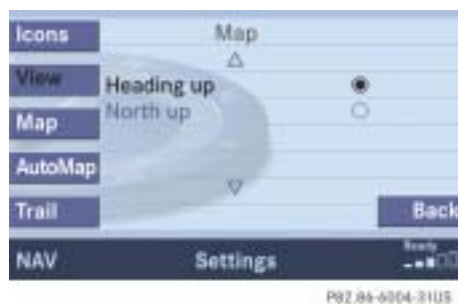 Icons
Map
View
Heading up
North up
Map
AutoMap
Trail
Back
NAV
Settings
Ready
P82.86-6004-31US